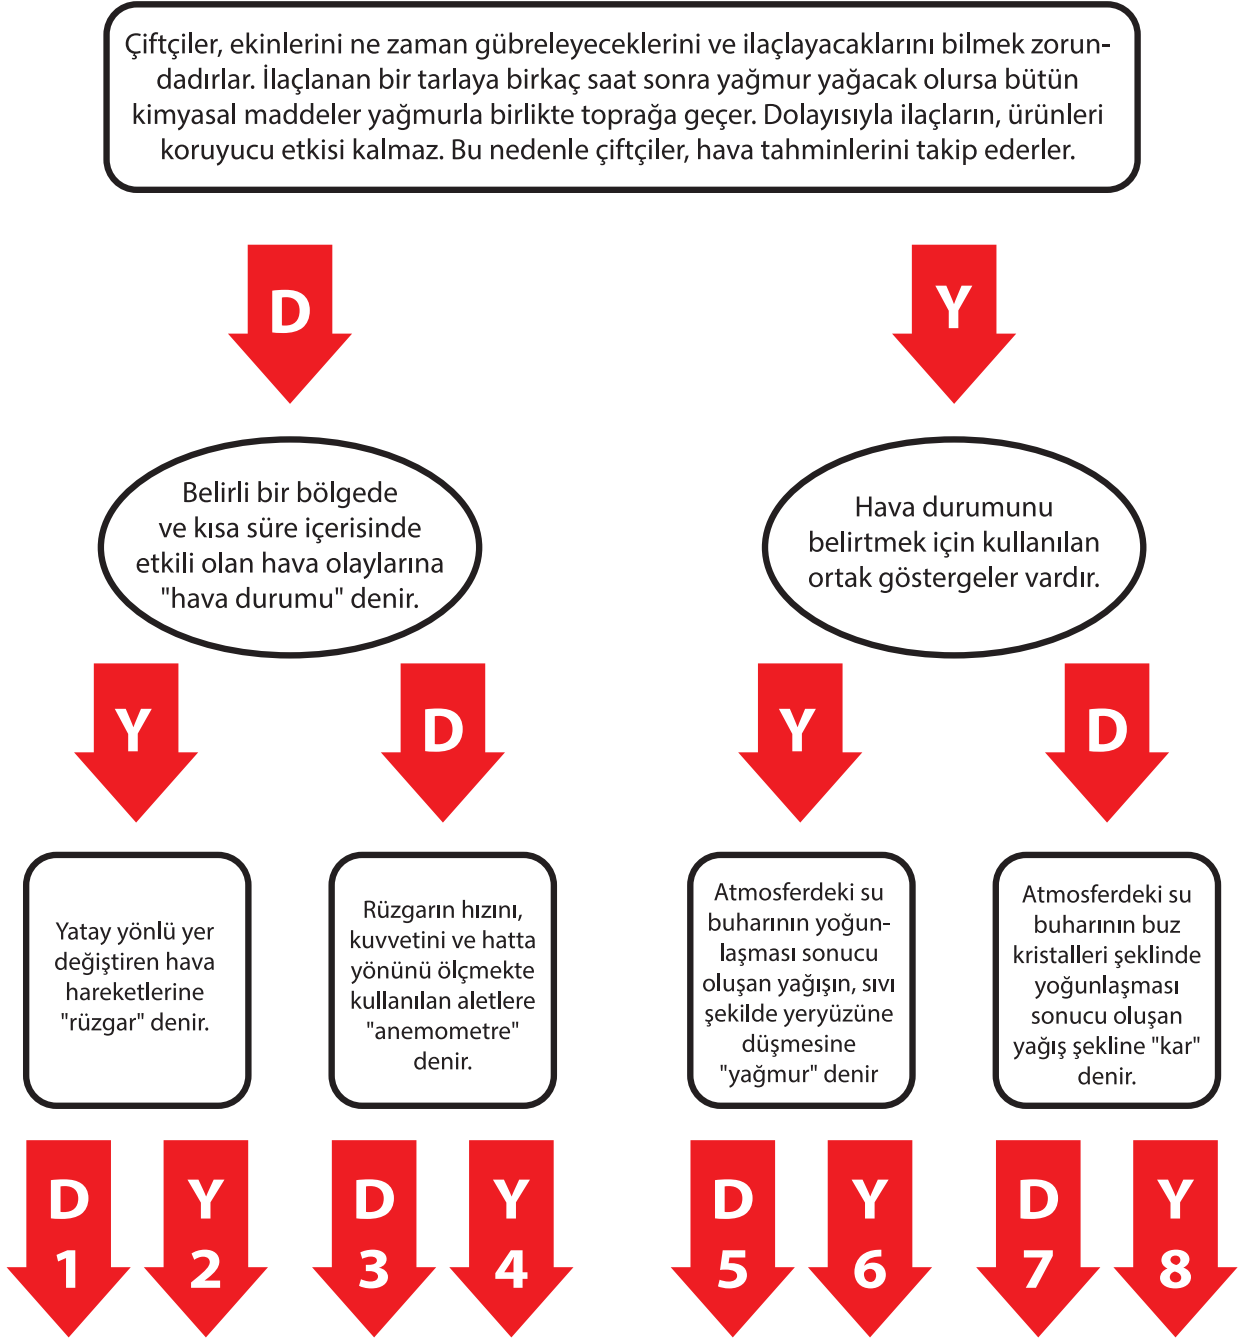 Çiftçiler, ekinlerini ne zaman gübreleyeceklerini ve ilaçlayacaklarını bilmek zorun-
dadırlar. İlaçlanan bir tarlaya birkaç saat sonra yağmur yağacak olursa bütün
kimyasal maddeler yağmurla birlikte toprağa geçer. Dolayısıyla ilaçların, ürünleri
koruyucu etkisi kalmaz. Bu nedenle çiftçiler, hava tahminlerini takip ederler.
D
Y
Belirli bir bölgede
ve kısa süre içerisinde
etkili olan hava olaylarına
"hava durumu" denir.
Hava durumunu
belirtmek için kullanılan
ortak göstergeler vardır.
Y
D
Y
D
Yatay yönlü yer
değiştiren hava
hareketlerine
"rüzgar" denir.
Rüzgarın hızını,
kuvvetini ve hatta
yönünü ölçmekte
kullanılan aletlere
"anemometre"
denir.
Atmosferdeki su
buharının yoğun-
laşması sonucu
oluşan yağışın, sıvı
şekilde yeryüzüne
düşmesine
"yağmur" denir
Atmosferdeki su
buharının buz
kristalleri şeklinde
yoğunlaşması
sonucu oluşan
yağış şekline "kar"
denir.
D
1
Y
2
D
3
Y
4
D
5
Y
6
D
7
Y
8